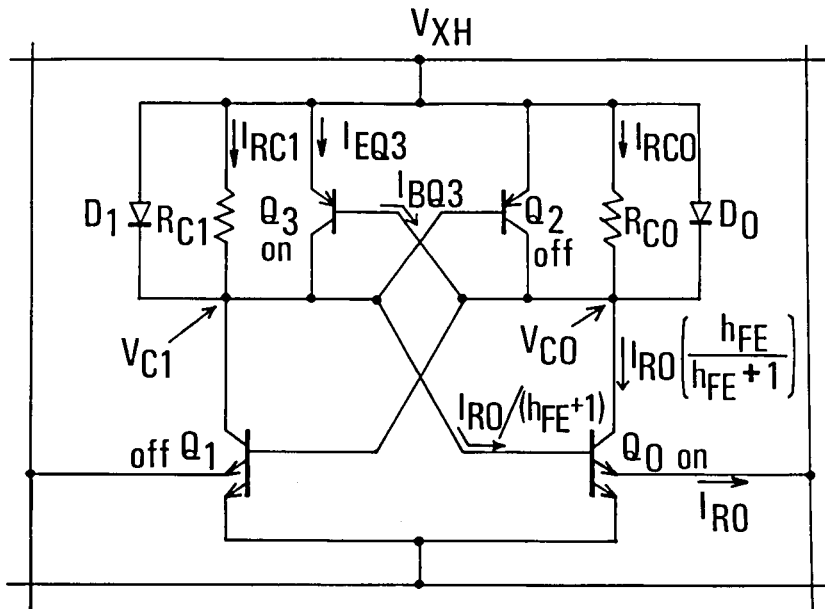 V_XH
I_RC1
I_EQ3
I_RC0
I_BQ3
D_1
R_C1
Q_3
on
Q_2
off
R_C0
D_0
V_C1
V_C0
I_R0 (h_FE / h_FE + 1)
I_R0/(h_FE+1)
off Q_1
Q_0 on
I_R0